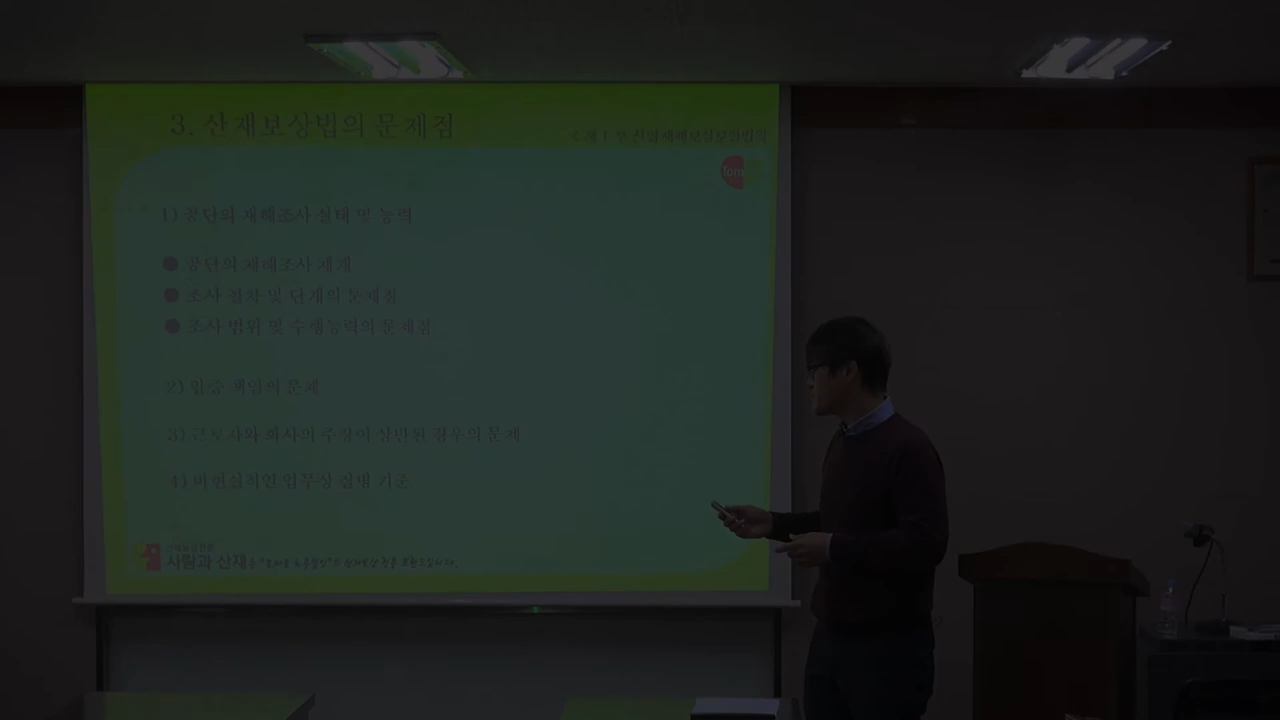 3. 산재보상법의 문제점
1) 공단의 재해조사 실태 및 능력
● 공단의 재해조사 체계
● 조사 절차 및 단계의 문제점
● 조사 범위 및 수행능력의 문제점
2) 입증 책임의 문제
3) 근로자와 회사의 주장이 상반된 경우의 문제
4) 비현실적인 업무상 질병 기준
사람과 산재